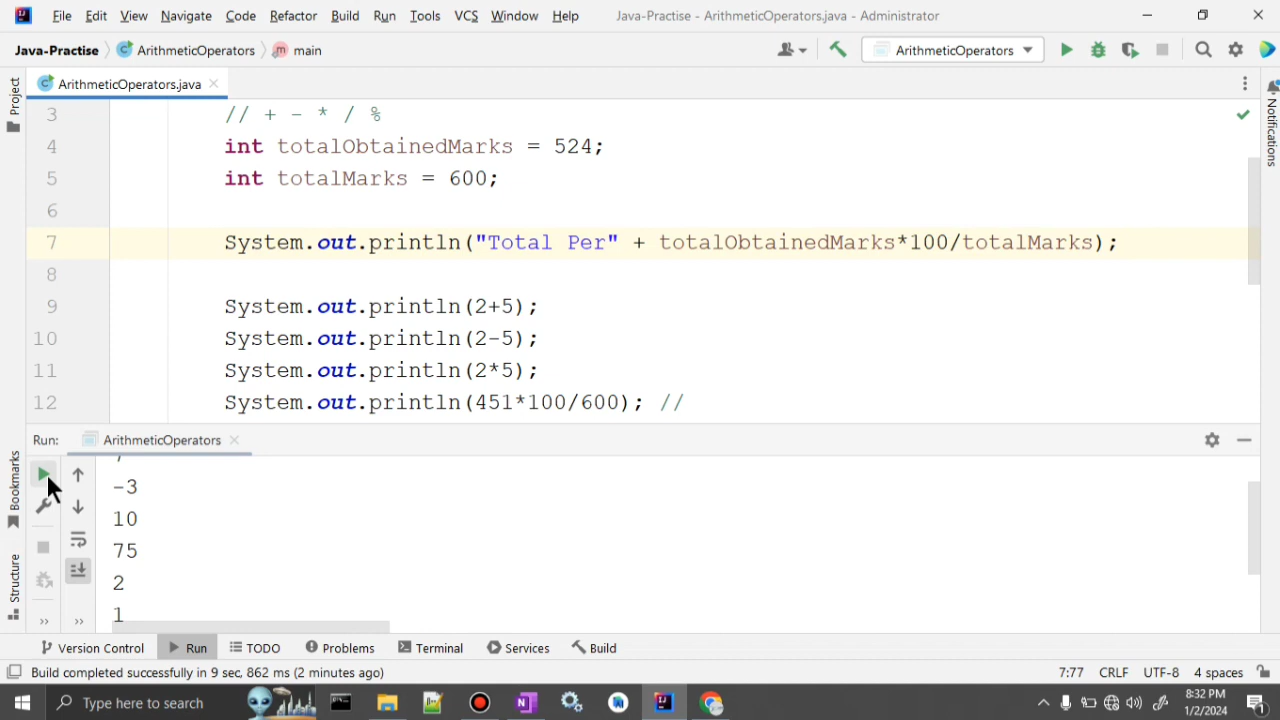 File Edit View Navigate Code Refactor Build Run Tools VCS Window Help Java-Practise - ArithmeticOperators.java - Administrator
Java-Practise ArithmeticOperators main ArithmeticOperators
Project
ArithmeticOperators.java
Notifications
3 // + - * / %
4 int totalObtainedMarks = 524;
5 int totalMarks = 600;
6
7 System.out.println("Total Per" + totalObtainedMarks*100/totalMarks);
8
9 System.out.println(2+5);
10 System.out.println(2-5);
11 System.out.println(2*5);
12 System.out.println(451*100/600); //
Run: ArithmeticOperators
Bookmarks
Structure
-3
10
75
2
1
Version Control Run TODO Problems Terminal Services Build
Build completed successfully in 9 sec, 862 ms (2 minutes ago) 7:77 CRLF UTF-8 4 spaces
Type here to search
8:32 PM
1/2/2024
1